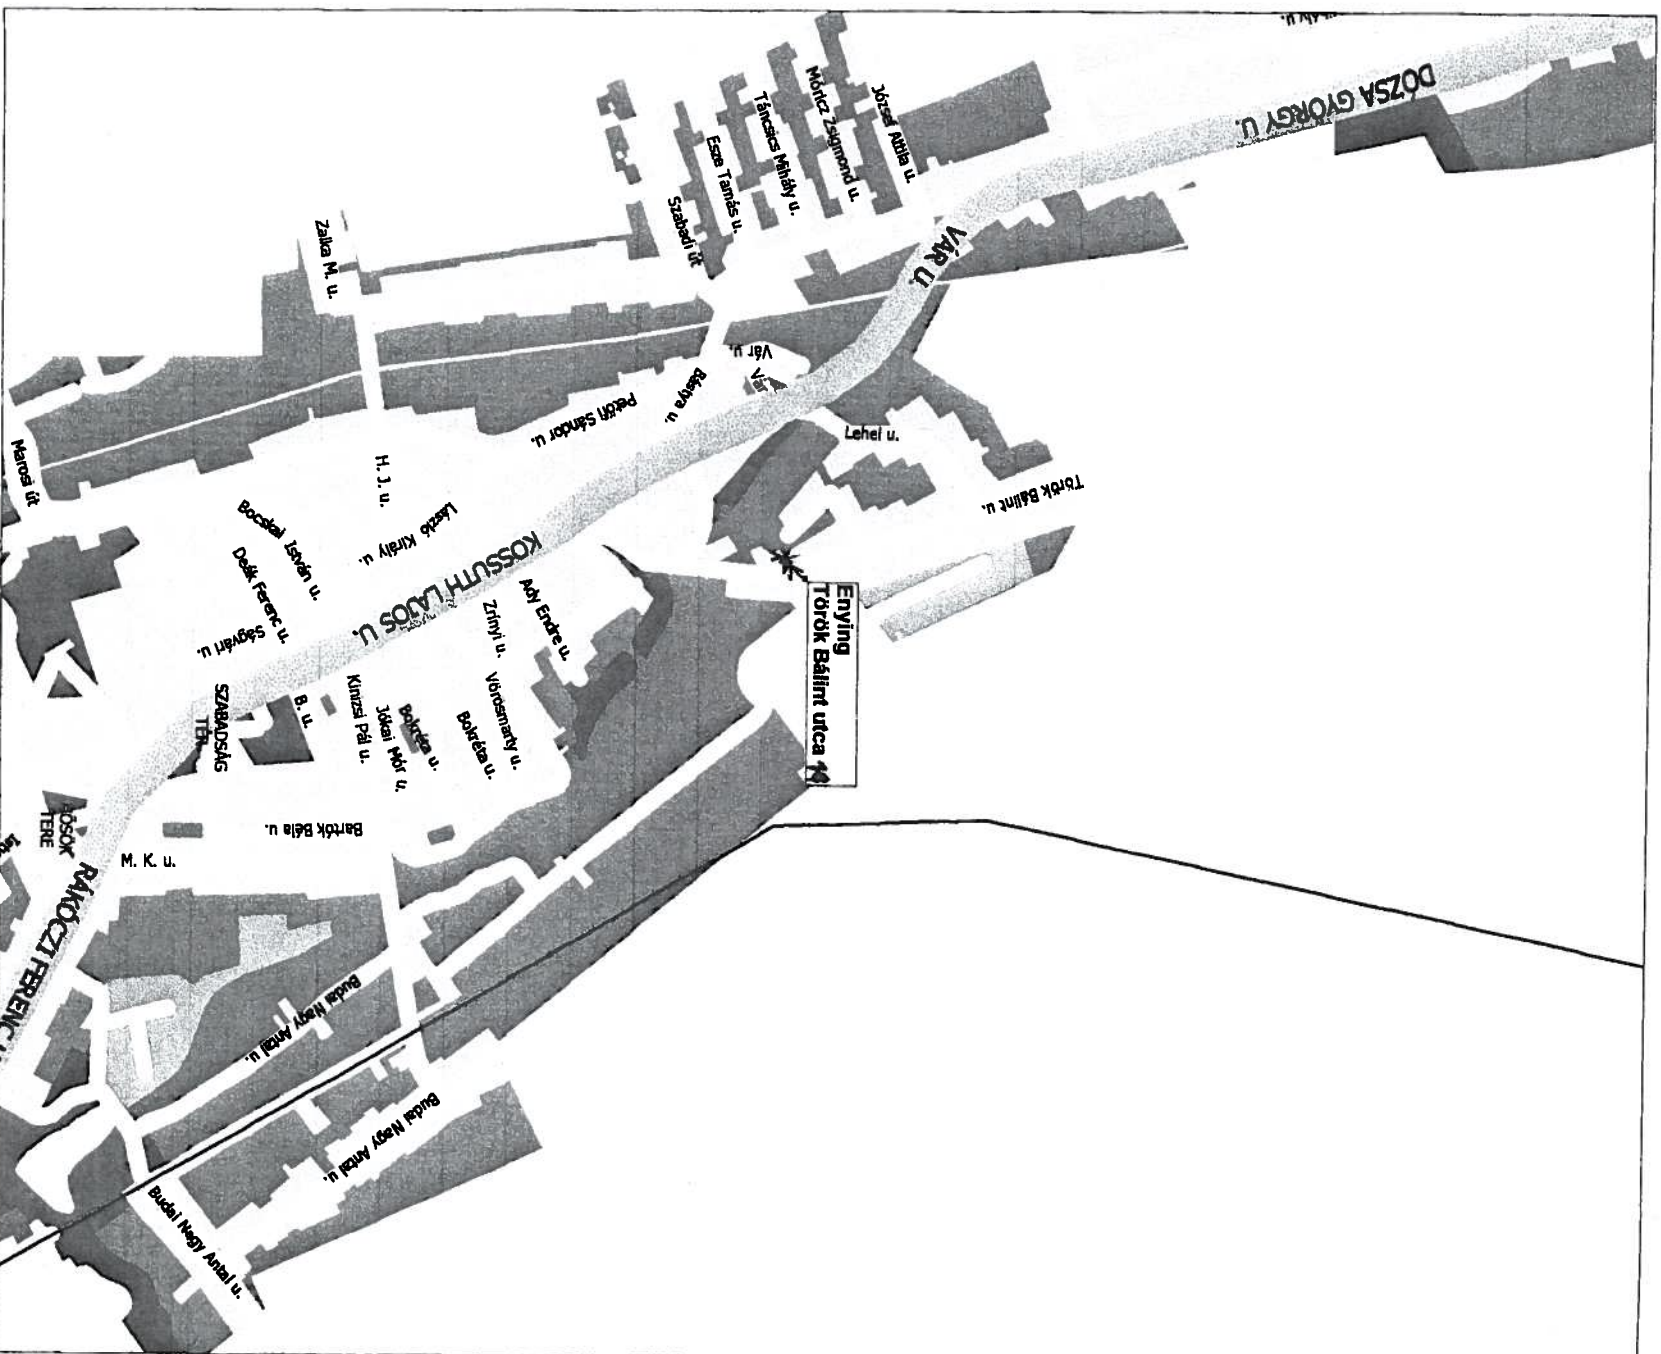 DÓZSA GYÖRGY U.
József Attila u.
Móricz Zsigmond u.
Táncsics Mihály u.
Esze Tamás u.
Szabadi út
Zalka M. u.
VÁR U.
Vár u.
Vár
Bástya u.
Petőfi Sándor u.
Lehel u.
Török Bálint u.
Marosi út
H. J. u.
László Király u.
Bocskai István u.
Deák Ferenc u.
Ságvári u.
KOSSUTH LAJOS U.
Ady Endre u.
Zrínyi u.
Enying
Török Bálint utca
Vörösmarty u.
Bokréta u.
Bokréta u.
Jókai Mór u.
Kinizsi Pál u.
B. u.
SZABADSÁG
TÉR
HŐSÖK
TERE
Bartók Béla u.
M. K. u.
RÁKÓCZI FERENC
Budai Nagy Antal u.
Budai Nagy Antal u.
Budai Nagy Antal u.